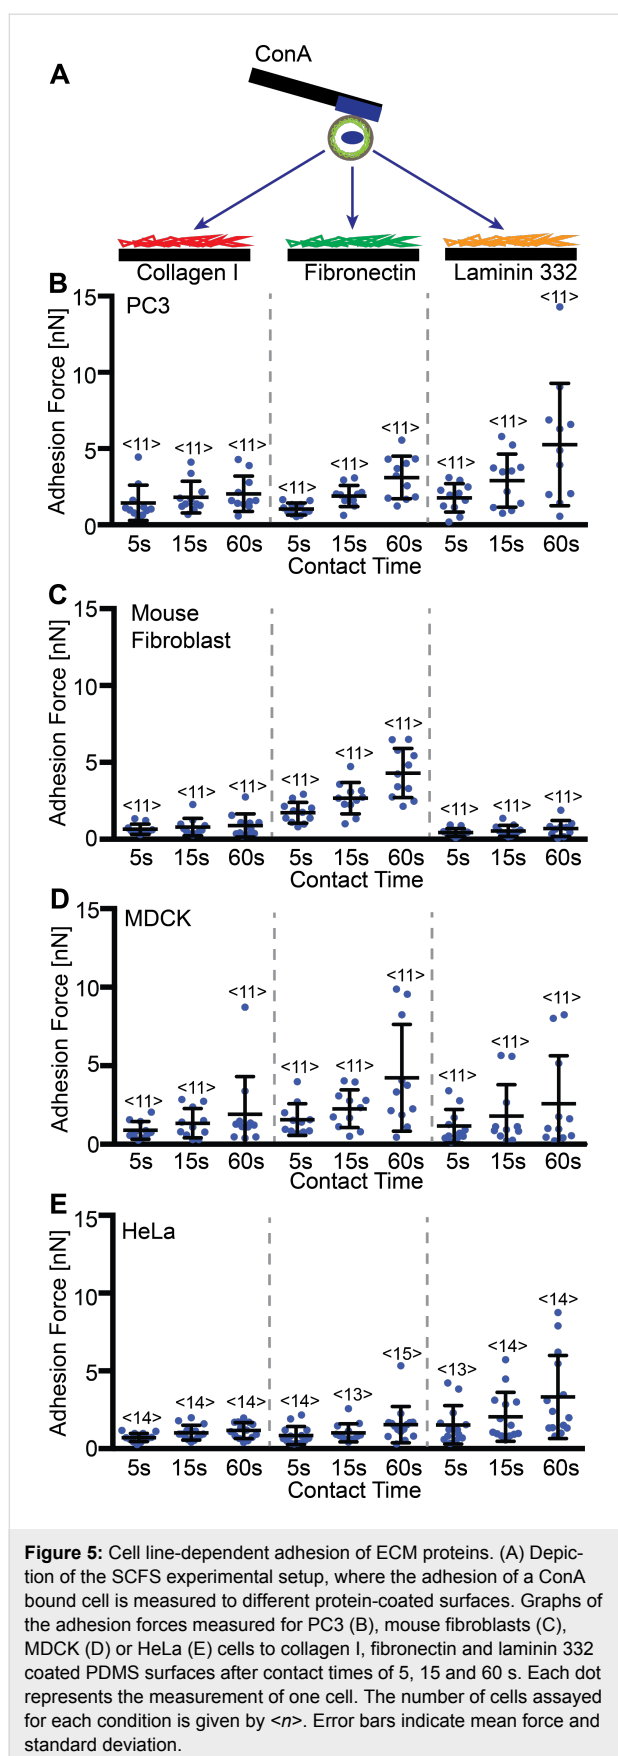 A
ConA
Collagen I
Fibronectin
Laminin 332
B
PC3
Adhesion Force [nN]
15
10
5
0
<11> <11> <11> <11> <11> <11> <11> <11> <11>
5s 15s 60s 5s 15s 60s 5s 15s 60s
Contact Time
C
Mouse
Fibroblast
Adhesion Force [nN]
15
10
5
0
<11> <11> <11> <11> <11> <11> <11> <11> <11>
5s 15s 60s 5s 15s 60s 5s 15s 60s
Contact Time
D
MDCK
Adhesion Force [nN]
15
10
5
0
<11> <11> <11> <11> <11> <11> <11> <11> <11>
5s 15s 60s 5s 15s 60s 5s 15s 60s
Contact Time
E
HeLa
Adhesion Force [nN]
15
10
5
0
<14> <14> <14> <14> <13> <15> <13> <14> <14>
5s 15s 60s 5s 15s 60s 5s 15s 60s
Contact Time
Figure 5: Cell line-dependent adhesion of ECM proteins. (A) Depic-
tion of the SCFS experimental setup, where the adhesion of a ConA
bound cell is measured to different protein-coated surfaces. Graphs of
the adhesion forces measured for PC3 (B), mouse fibroblasts (C),
MDCK (D) or HeLa (E) cells to collagen I, fibronectin and laminin 332
coated PDMS surfaces after contact times of 5, 15 and 60 s. Each dot
represents the measurement of one cell. The number of cells assayed
for each condition is given by <n>. Error bars indicate mean force and
standard deviation.